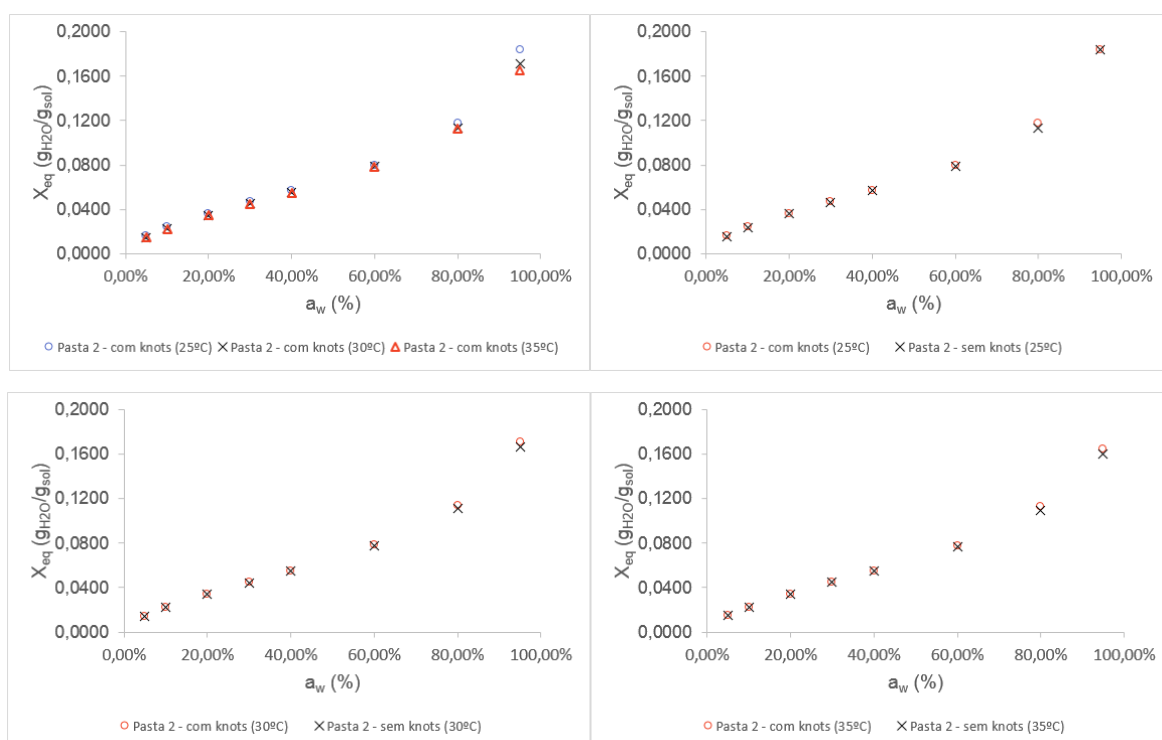 0,2000
0,1600
0,1200
0,0800
0,0400
0,0000
X_eq (g_H2O/g_sol)
0,00% 20,00% 40,00% 60,00% 80,00% 100,00%
a_w (%)
Pasta 2 - com knots (25ºC) Pasta 2 - com knots (30ºC) Pasta 2 - com knots (35ºC)
0,2000
0,1600
0,1200
0,0800
0,0400
0,0000
X_eq (g_H2O/g_sol)
0,00% 20,00% 40,00% 60,00% 80,00% 100,00%
a_w (%)
Pasta 2 - com knots (25ºC) Pasta 2 - sem knots (25ºC)
0,2000
0,1600
0,1200
0,0800
0,0400
0,0000
X_eq (g_H2O/g_sol)
0,00% 20,00% 40,00% 60,00% 80,00% 100,00%
a_w (%)
Pasta 2 - com knots (30ºC) Pasta 2 - sem knots (30ºC)
0,2000
0,1600
0,1200
0,0800
0,0400
0,0000
X_eq (g_H2O/g_sol)
0,00% 20,00% 40,00% 60,00% 80,00% 100,00%
a_w (%)
Pasta 2 - com knots (35ºC) Pasta 2 - sem knots (35ºC)